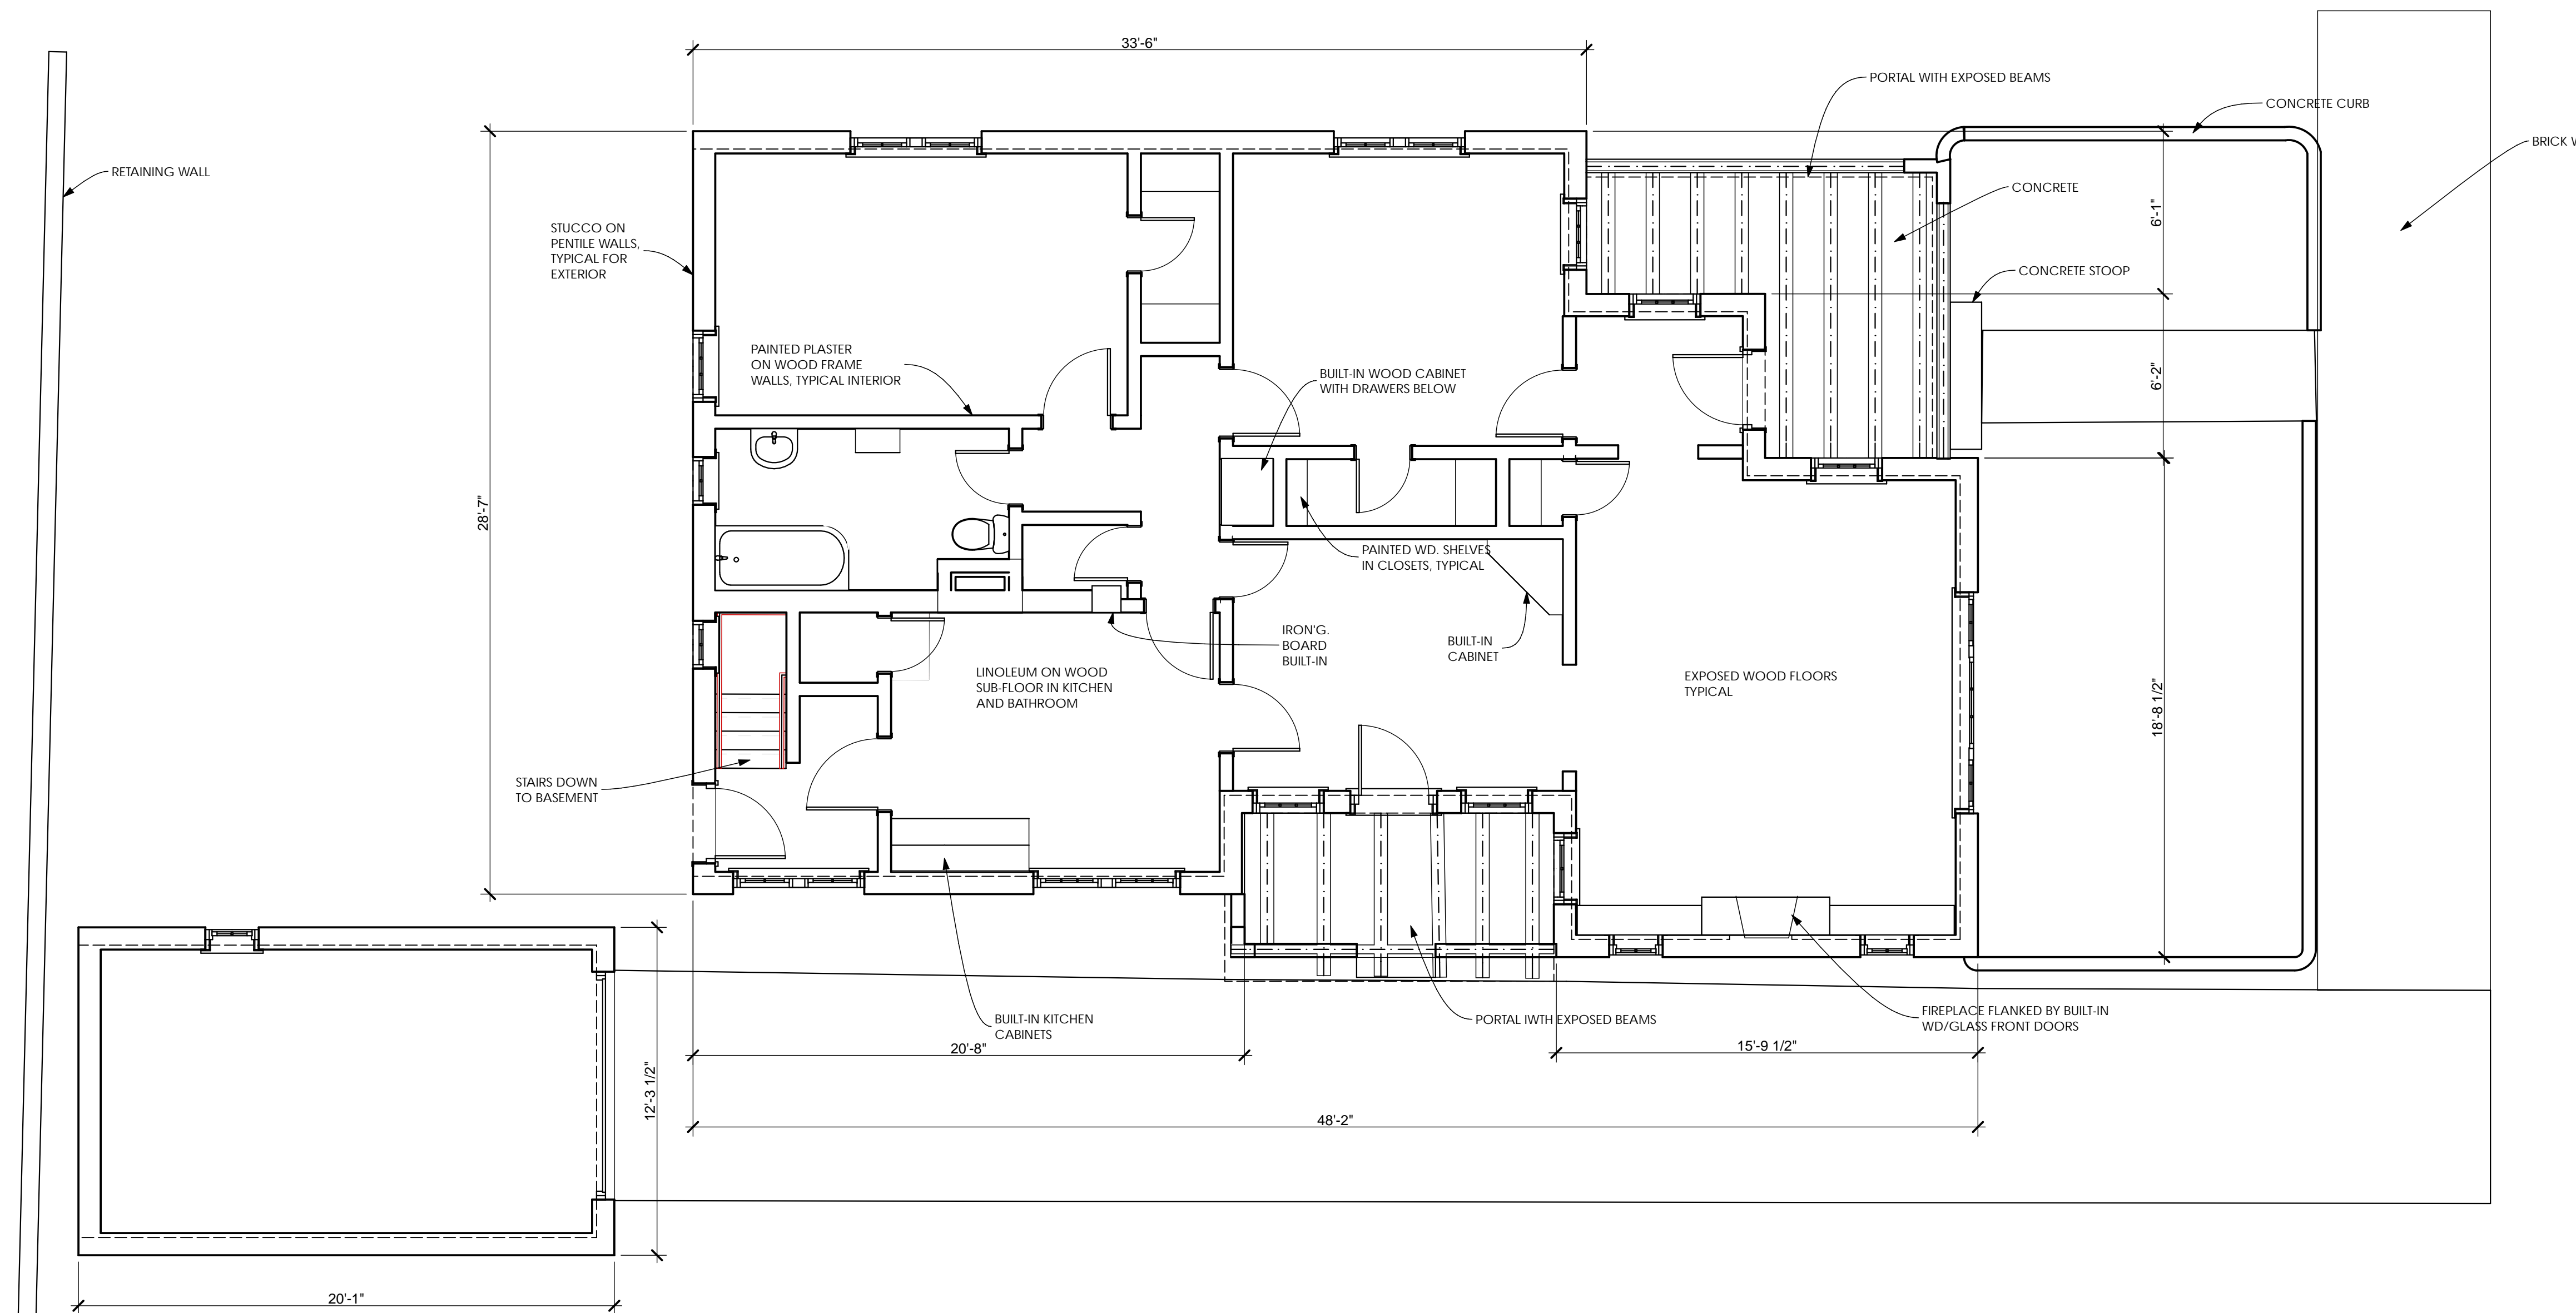 33'-6"
PORTAL WITH EXPOSED BEAMS
CONCRETE CURB
BRICK W
RETAINING WALL
CONCRETE
6'-1"
STUCCO ON
PENTILE WALLS,
TYPICAL FOR
EXTERIOR
CONCRETE STOOP
PAINTED PLASTER
ON WOOD FRAME
WALLS, TYPICAL INTERIOR
BUILT-IN WOOD CABINET
WITH DRAWERS BELOW
6'-2"
28'-7"
PAINTED WD. SHELVES
IN CLOSETS, TYPICAL
IRON'G.
BOARD
BUILT-IN
BUILT-IN
CABINET
LINOLEUM ON WOOD
SUB-FLOOR IN KITCHEN
AND BATHROOM
EXPOSED WOOD FLOORS
TYPICAL
18'-8 1/2"
STAIRS DOWN
TO BASEMENT
BUILT-IN KITCHEN
CABINETS
PORTAL IWTH EXPOSED BEAMS
FIREPLACE FLANKED BY BUILT-IN
WD/GLASS FRONT DOORS
20'-8"
15'-9 1/2"
12'-3 1/2"
48'-2"
20'-1"